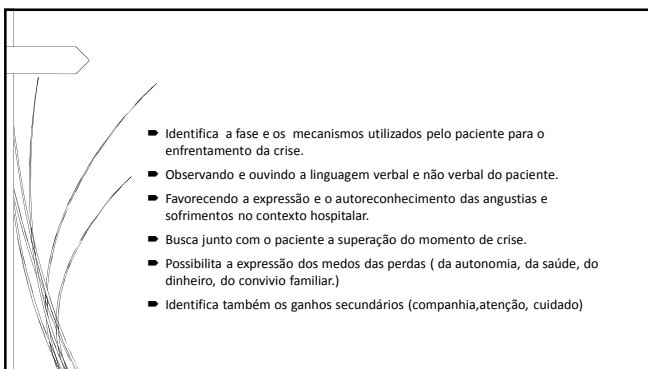 Identifica a fase e os mecanismos utilizados pelo paciente para o
enfrentamento da crise.
Observando e ouvindo a linguagem verbal e não verbal do paciente.
Favorecendo a expressão e o autoreconhecimento das angustias e
sofrimentos no contexto hospitalar.
Busca junto com o paciente a superação do momento de crise.
Possibilita a expressão dos medos das perdas ( da autonomia, da saúde, do
dinheiro, do convivio familiar.)
Identifica também os ganhos secundários (companhia,atenção, cuidado)